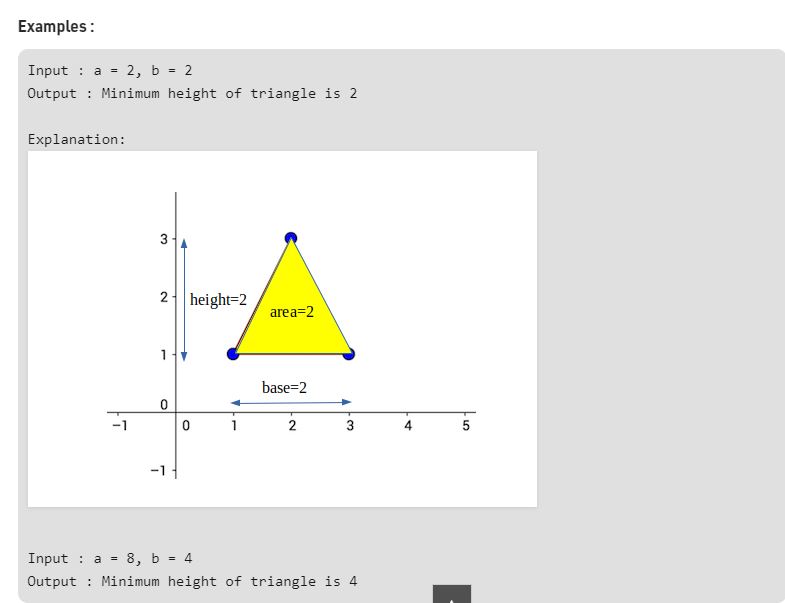 Examples :
Input : a = 2, b = 2
Output : Minimum height of triangle is 2
Explanation:
3
2
height=2
area=2
1
base=2
0
−1 0 1 2 3 4 5
−1
Input : a = 8, b = 4
Output : Minimum height of triangle is 4